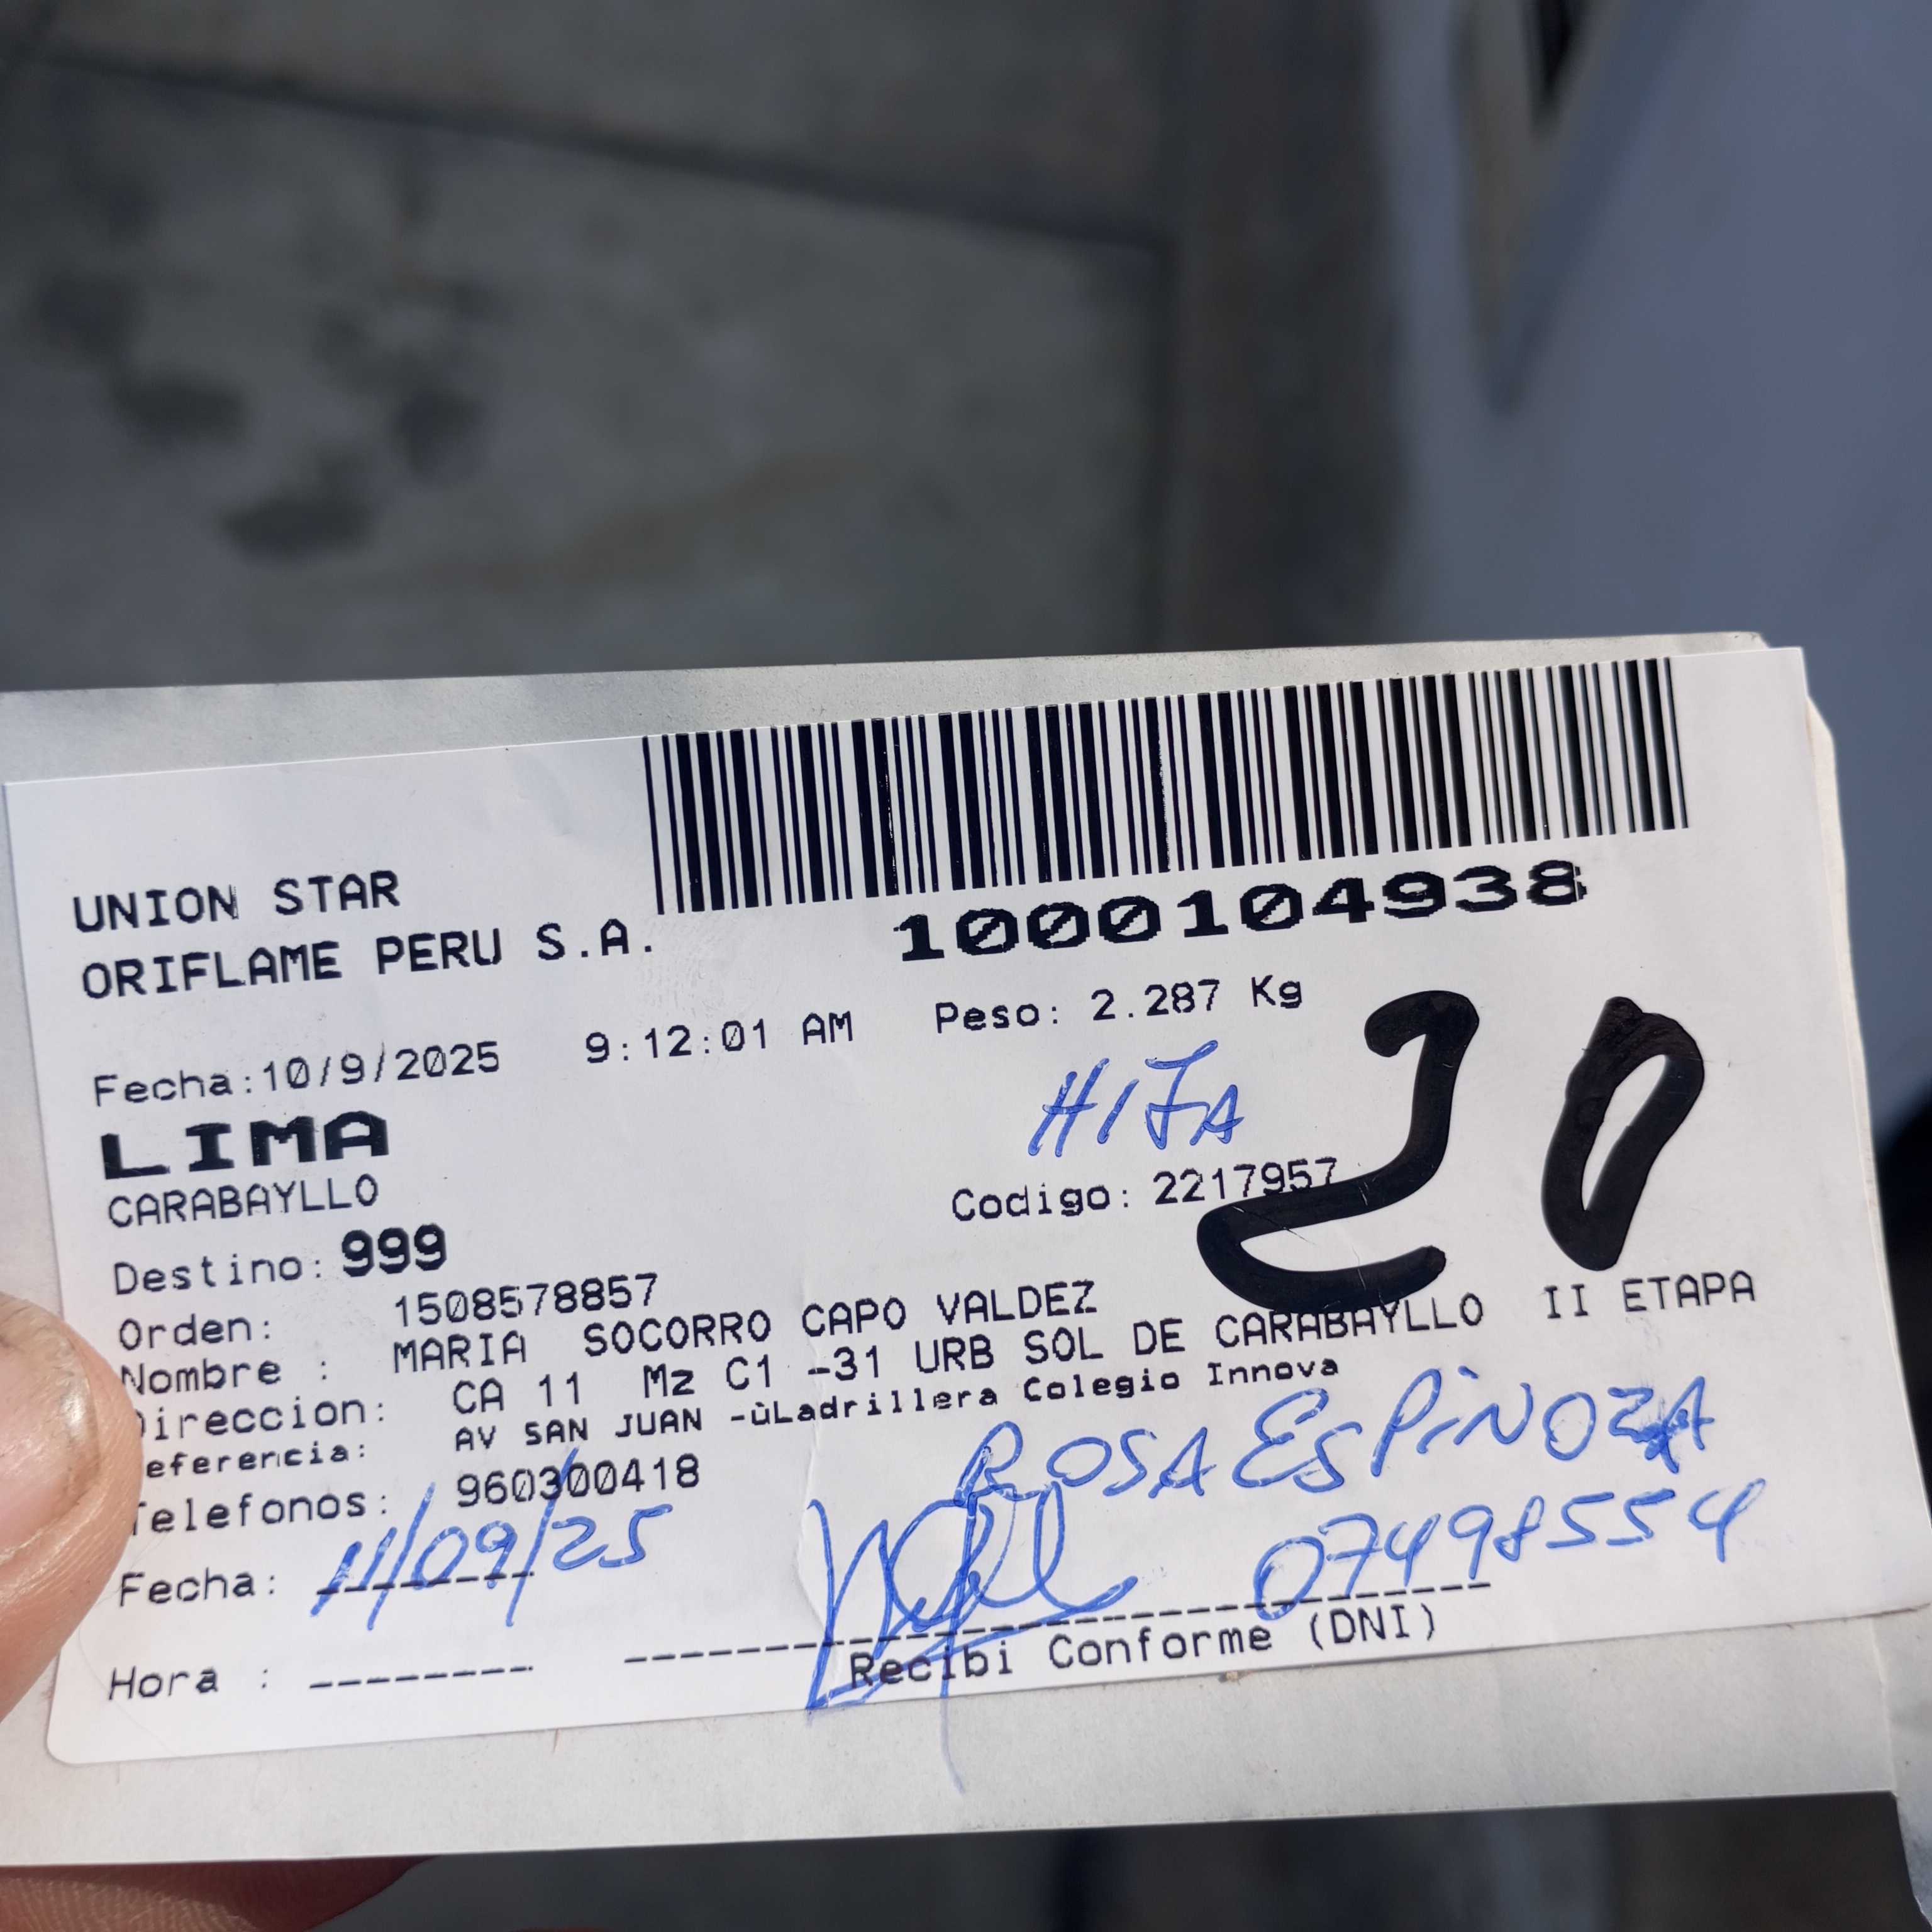 UNION STAR
ORIFLAME PERU S.A.
1000104938
Fecha:10/9/2025 9:12:01 AM Peso: 2.287 Kg
LIMA
HIJA
20
CARABAYLLO
Codigo: 2217957
Destino: 999
Orden: 1508578857
Nombre : MARIA SOCORRO CAPO VALDEZ
Direccion: CA 11 Mz C1 -31 URB SOL DE CARABAYLLO II ETAPA
eferencia: AV SAN JUAN -ùLadrillera Colegio Innova
Telefonos: 960300418
ROSA ESPINOZA
Fecha: 11/09/25
07498554
Hora :
Recibi Conforme (DNI)